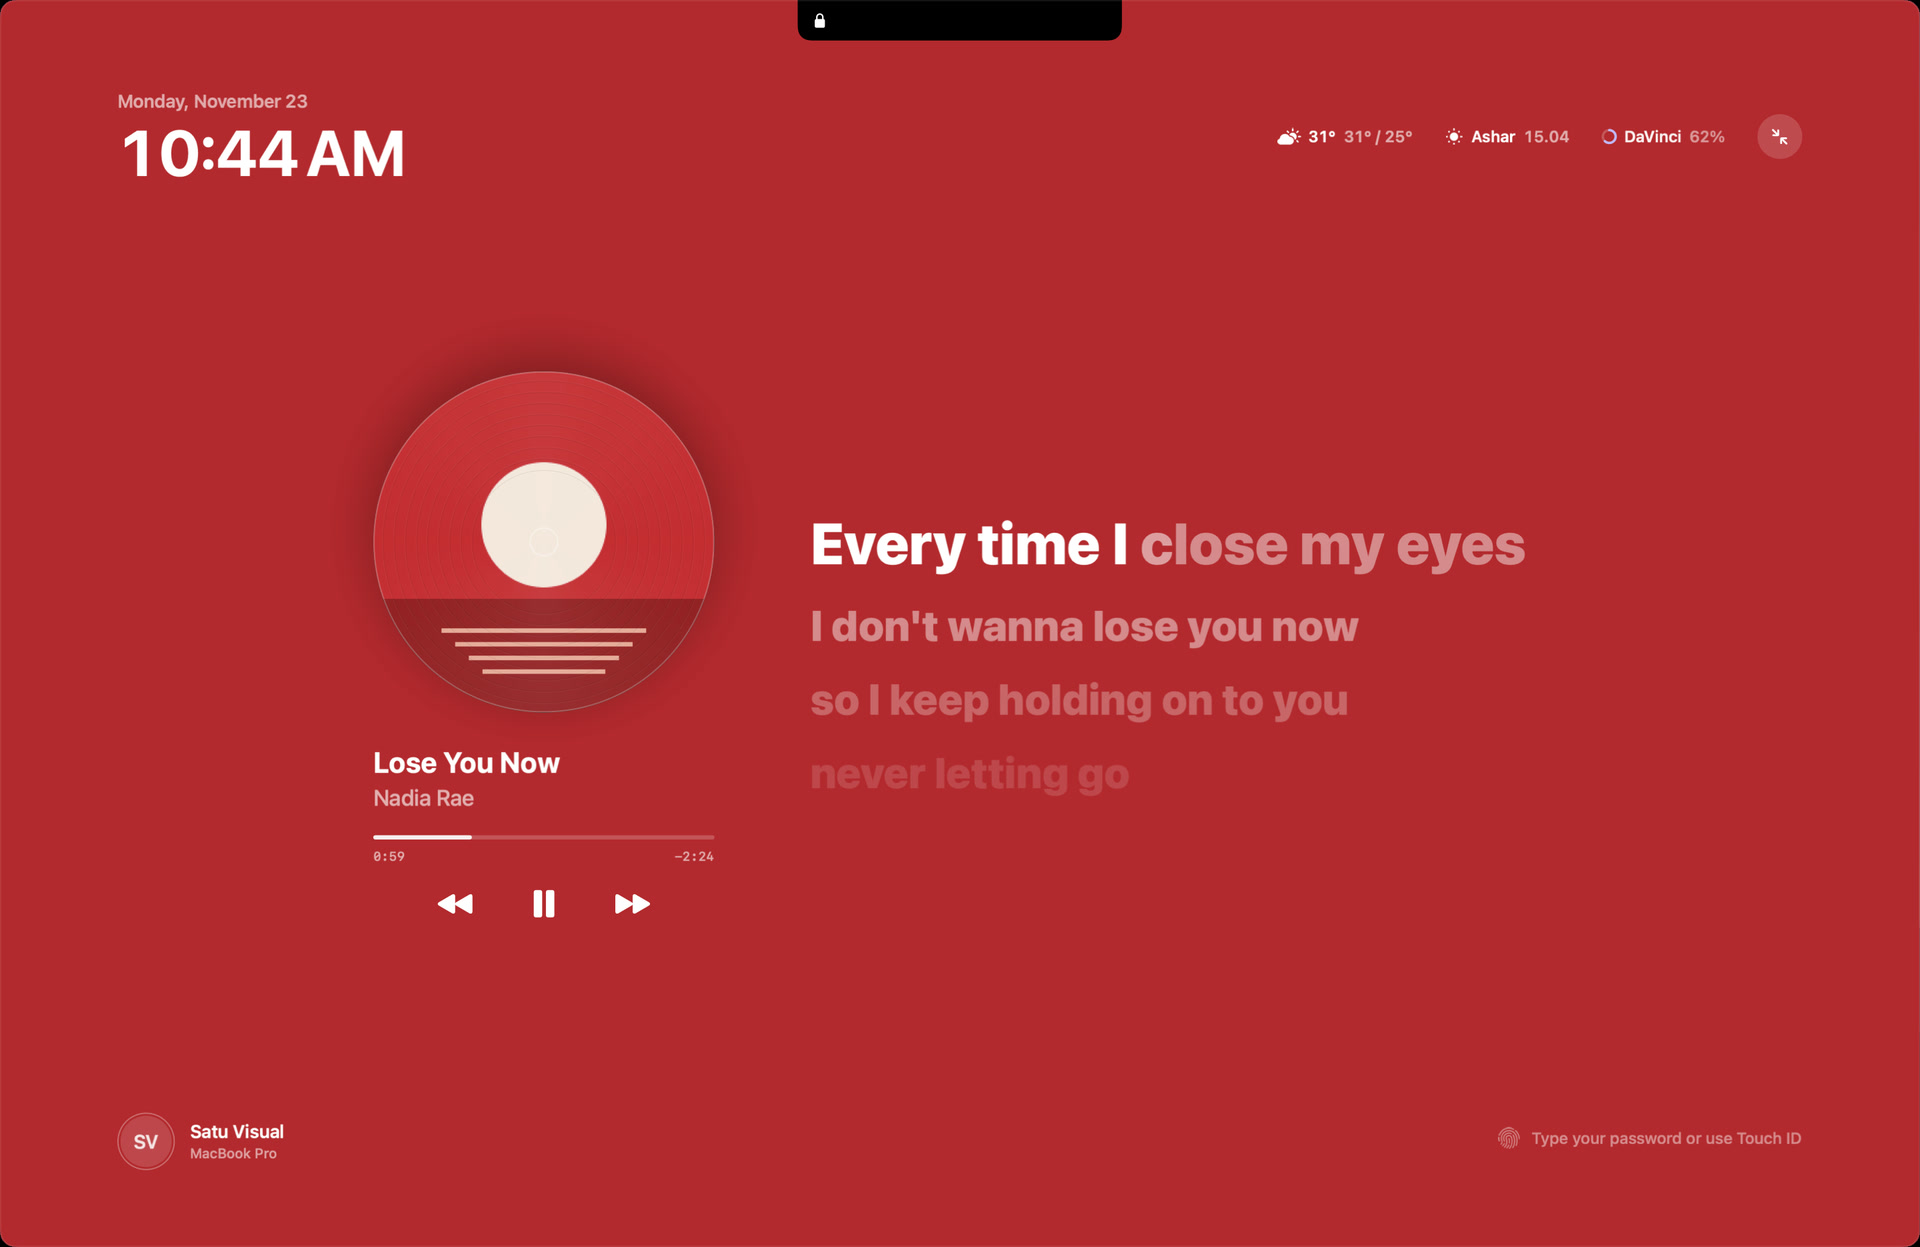 Monday, November 23
10:44 AM
31° 31° / 25° Ashar 15.04 DaVinci 62%
Every time I close my eyes
I don't wanna lose you now
so I keep holding on to you
never letting go
Lose You Now
Nadia Rae
0:59 −2:24
SV
Satu Visual
MacBook Pro
Type your password or use Touch ID